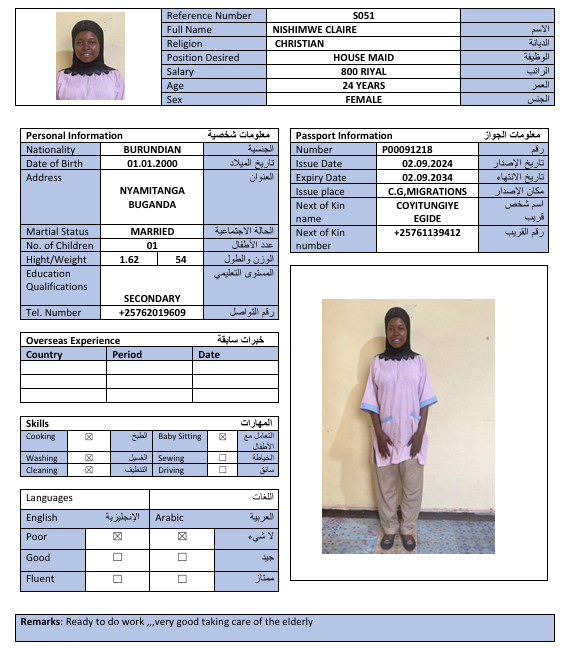 Reference Number S051
Full Name NISHIMWE CLAIRE الاسم
Religion CHRISTIAN الديانة
Position Desired HOUSE MAID الوظيفة
Salary 800 RIYAL الراتب
Age 24 YEARS العمر
Sex FEMALE الجنس
Personal Information معلومات شخصية
Nationality BURUNDIAN الجنسية
Date of Birth 01.01.2000 تاريخ الميلاد
Address العنوان
NYAMITANGA
BUGANDA
Martial Status MARRIED الحالة الاجتماعية
No. of Children 01 عدد الأطفال
Hight/Weight 1.62 54 الوزن والطول
Education المستوى التعليمي
Qualifications
SECONDARY
Tel. Number +25762019609 رقم التواصل
Passport Information معلومات الجواز
Number P00091218 رقم
Issue Date 02.09.2024 تاريخ الإصدار
Expiry Date 02.09.2034 تاريخ الانتهاء
Issue place C.G,MIGRATIONS مكان الإصدار
Next of Kin COYITUNGIYE اسم شخص
name EGIDE قريب
Next of Kin +25761139412 رقم القريب
number
Overseas Experience خبرات سابقة
Country Period Date
Skills المهارات
Cooking ☒ الطبخ Baby Sitting ☒ التعامل مع
الأطفال
Washing ☒ الغسيل Sewing ☐ الخياطة
Cleaning ☒ التنظيف Driving ☐ سائق
Languages اللغات
English الإنجليزية Arabic العربية
Poor ☒ ☒ لا شيء
Good ☐ ☐ جيد
Fluent ☐ ☐ ممتاز
Remarks: Ready to do work ,,,very good taking care of the elderly